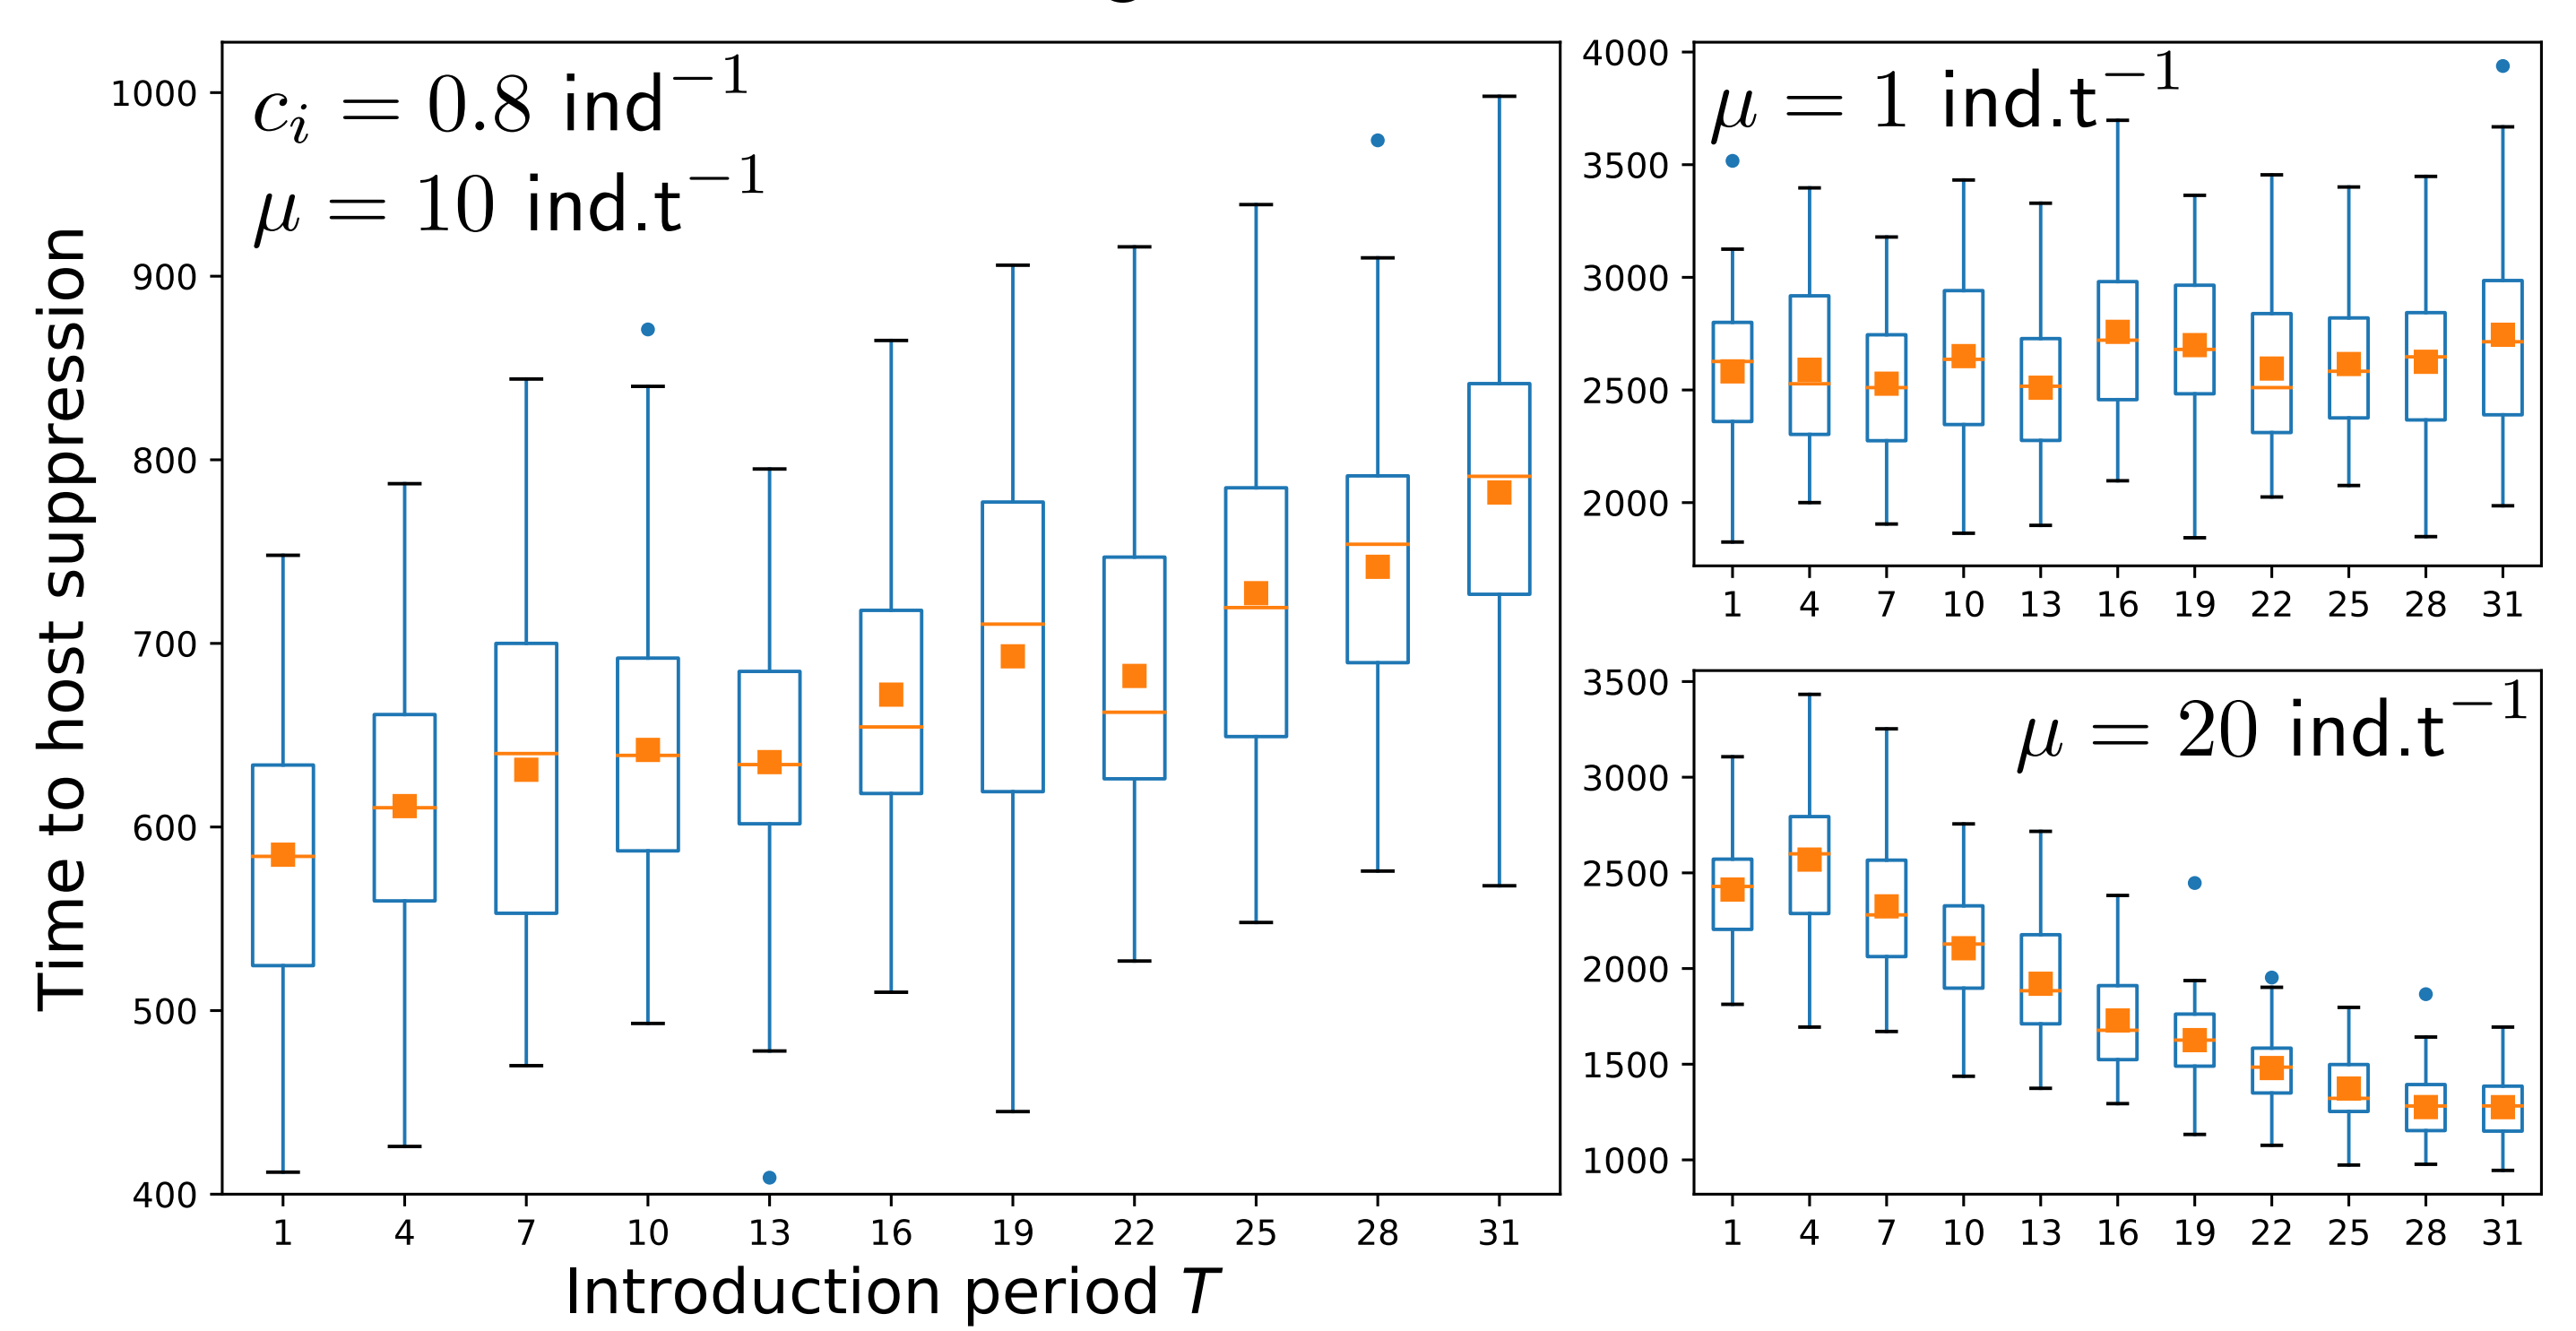 c_i = 0.8 ind^{-1}
μ = 10 ind.t^{-1}
Time to host suppression
1000
900
800
700
600
500
400
1 4 7 10 13 16 19 22 25 28 31
Introduction period T
μ = 1 ind.t^{-1}
4000
3500
3000
2500
2000
1 4 7 10 13 16 19 22 25 28 31
μ = 20 ind.t^{-1}
3500
3000
2500
2000
1500
1000
1 4 7 10 13 16 19 22 25 28 31